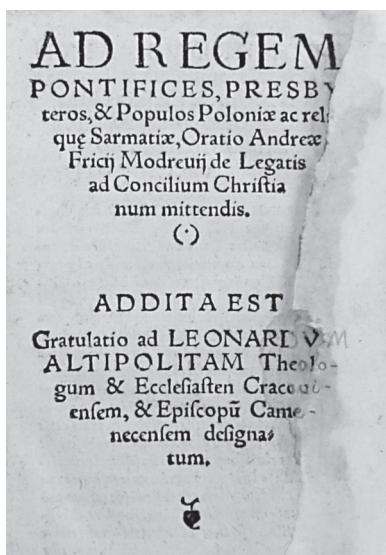 AD REGEM
PONTIFICES, PRESBY
teros, & Populos Poloniæ ac rel
quę Sarmatiæ, Oratio Andreæ
Fricij Modreuij de Legatis
ad Concilium Chriſtia
num mittendis.
(·)
ADDITA EST
Gratulatio ad LEONARDVM
ALTIPOLITAM Theolo-
gum & Eccleſiaſten Cracoui-
enſem, & Epiſcopū Came-
necenſem deſigna-
tum.